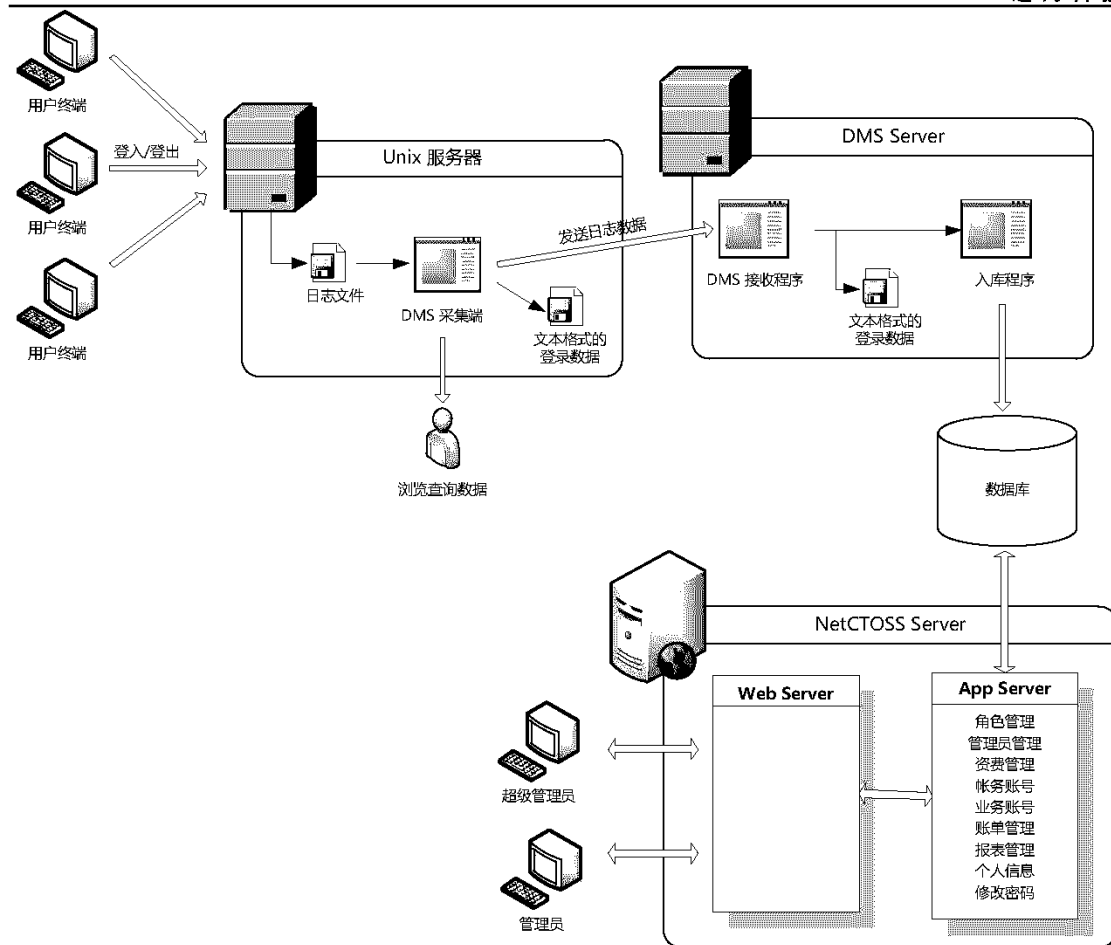 用户终端
登入/登出
用户终端
用户终端
Unix 服务器
日志文件
DMS 采集端
文本格式的
登录数据
发送日志数据
浏览查询数据
DMS Server
DMS 接收程序
入库程序
文本格式的
登录数据
数据库
NetCTOSS Server
Web Server
App Server
角色管理
管理员管理
资费管理
帐务账号
业务账号
账单管理
报表管理
个人信息
修改密码
超级管理员
管理员